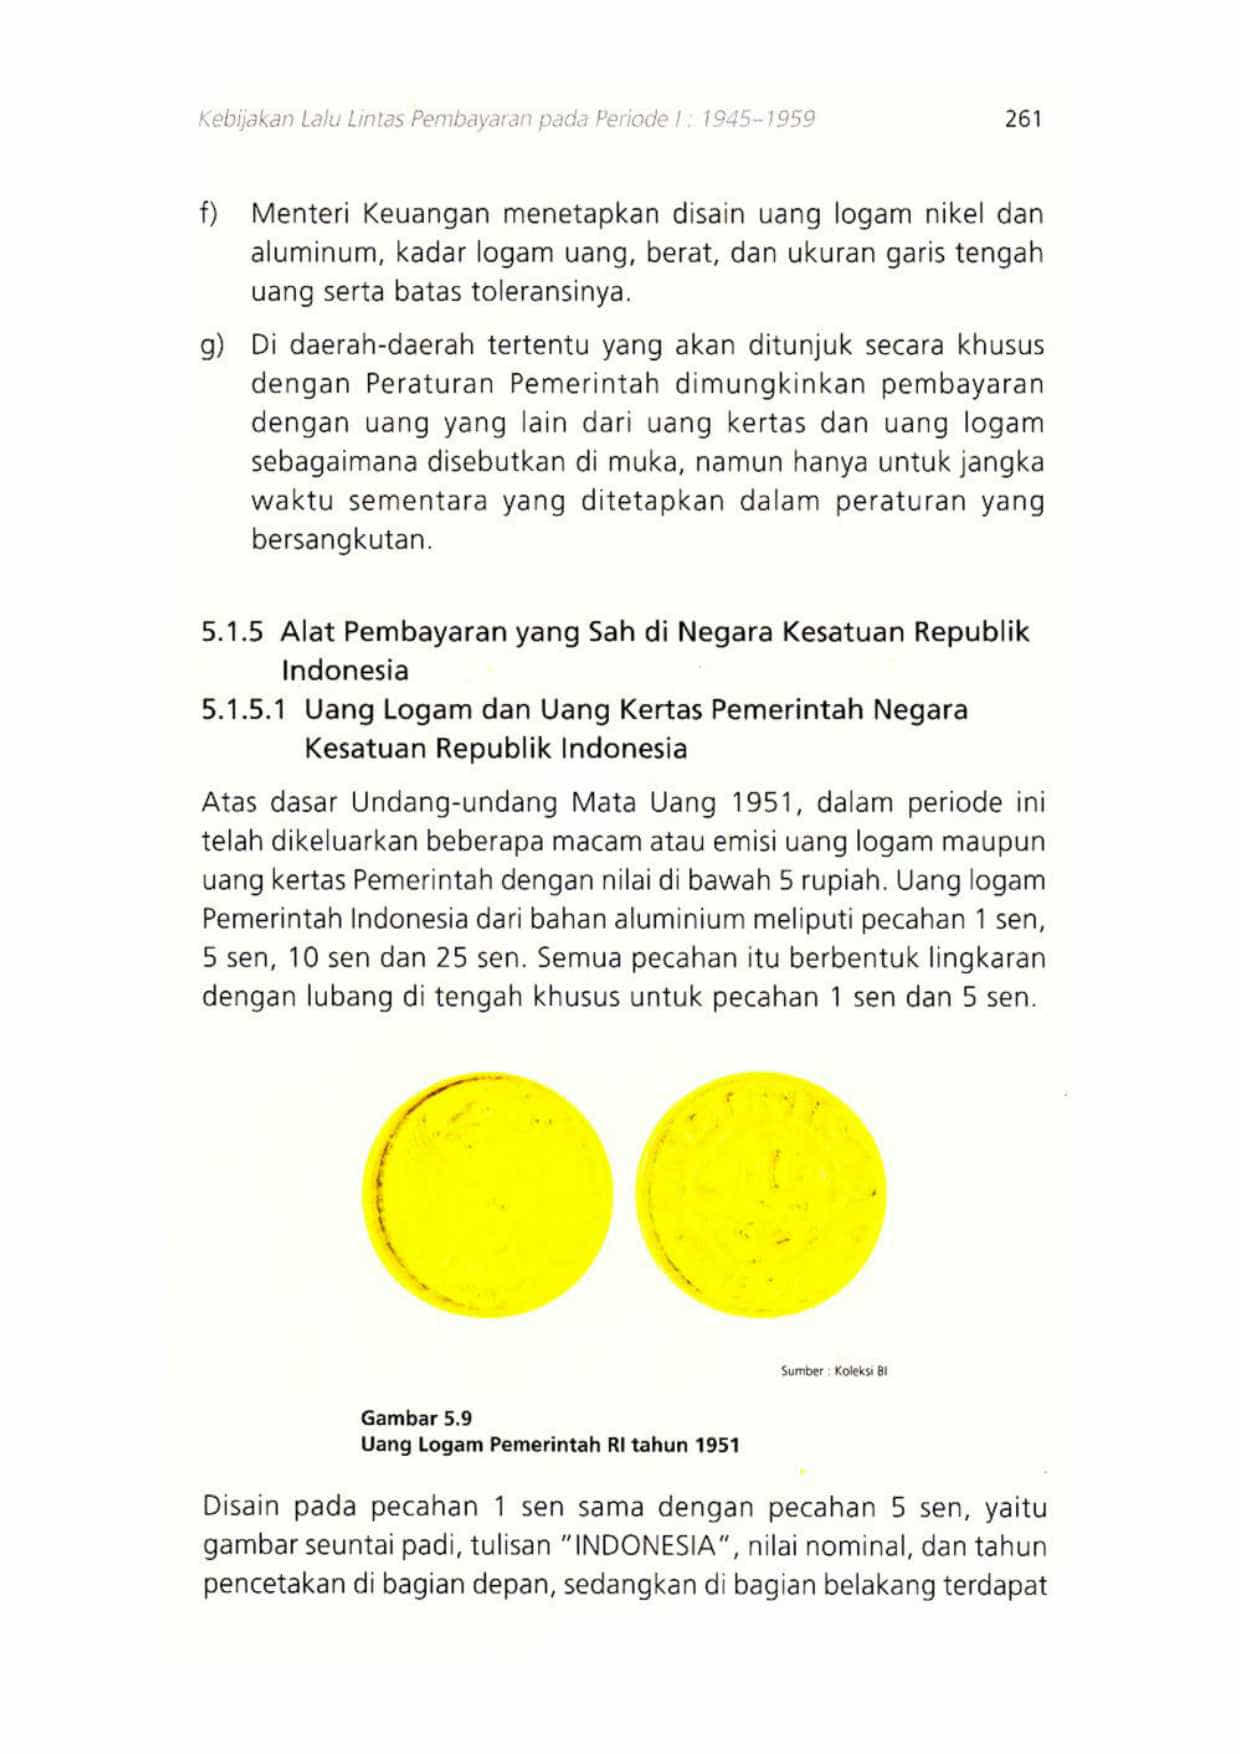 Kebijakan Lalu Lintas Pembayaran pada Periode I : 1945–1959 261
f) Menteri Keuangan menetapkan disain uang logam nikel dan
aluminum, kadar logam uang, berat, dan ukuran garis tengah
uang serta batas toleransinya.
g) Di daerah-daerah tertentu yang akan ditunjuk secara khusus
dengan Peraturan Pemerintah dimungkinkan pembayaran
dengan uang yang lain dari uang kertas dan uang logam
sebagaimana disebutkan di muka, namun hanya untuk jangka
waktu sementara yang ditetapkan dalam peraturan yang
bersangkutan.
5.1.5 Alat Pembayaran yang Sah di Negara Kesatuan Republik
Indonesia
5.1.5.1 Uang Logam dan Uang Kertas Pemerintah Negara
Kesatuan Republik Indonesia
Atas dasar Undang-undang Mata Uang 1951, dalam periode ini
telah dikeluarkan beberapa macam atau emisi uang logam maupun
uang kertas Pemerintah dengan nilai di bawah 5 rupiah. Uang logam
Pemerintah Indonesia dari bahan aluminium meliputi pecahan 1 sen,
5 sen, 10 sen dan 25 sen. Semua pecahan itu berbentuk lingkaran
dengan lubang di tengah khusus untuk pecahan 1 sen dan 5 sen.
Sumber : Koleksi BI
Gambar 5.9
Uang Logam Pemerintah RI tahun 1951
Disain pada pecahan 1 sen sama dengan pecahan 5 sen, yaitu
gambar seuntai padi, tulisan "INDONESIA", nilai nominal, dan tahun
pencetakan di bagian depan, sedangkan di bagian belakang terdapat